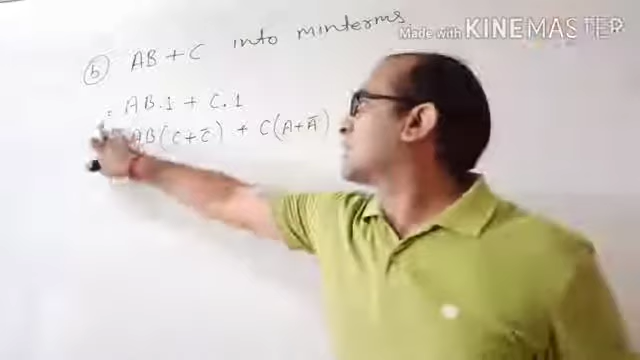 Made with KINEMASTER
(b) AB + C into minterms
= AB.1 + C.1
AB(C+C̅) + C(A+A̅)